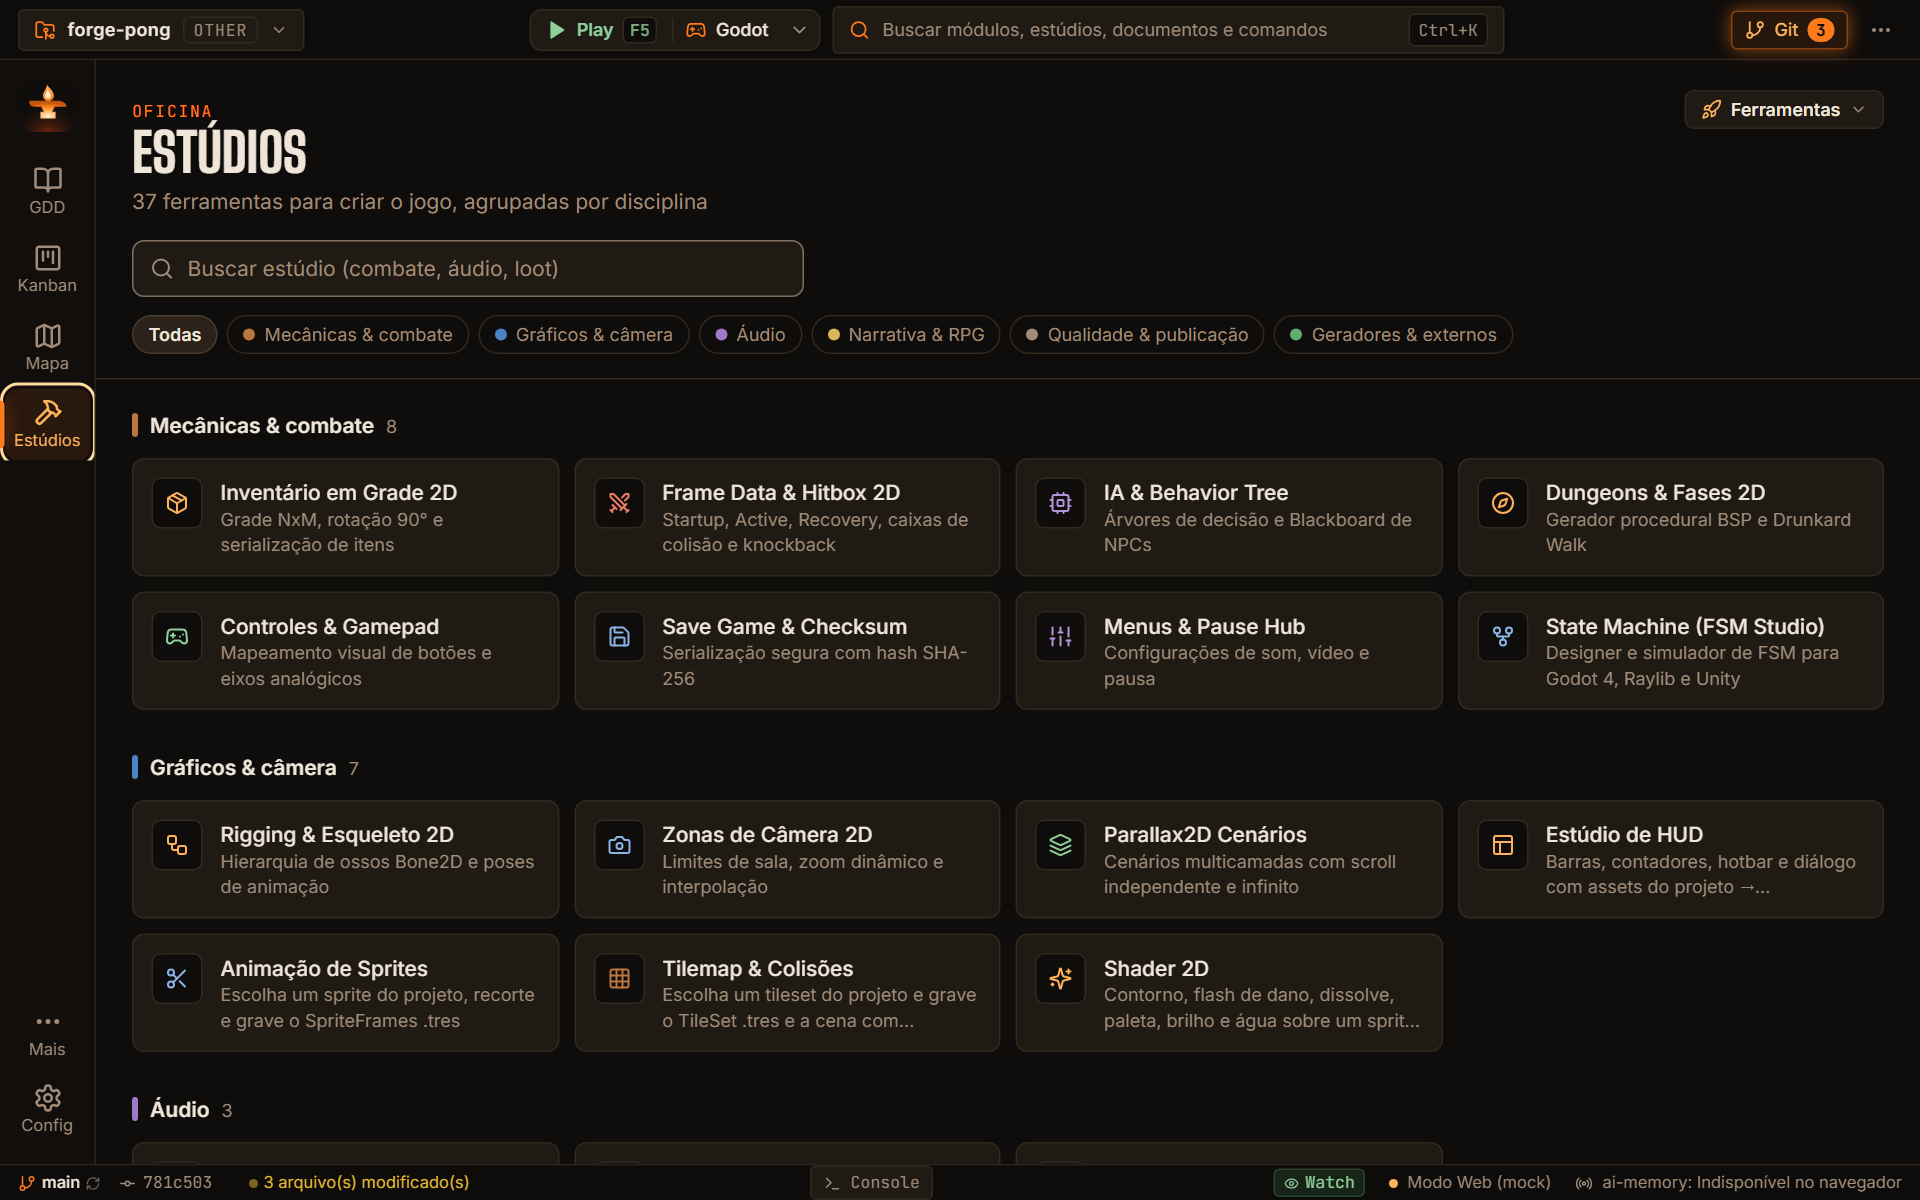 forge-pong OTHER
Play F5 Godot
Buscar módulos, estúdios, documentos e comandos Ctrl+K
Git 3
GDD
Kanban
Mapa
Estúdios
Mais
Config
OFICINA
ESTÚDIOS
37 ferramentas para criar o jogo, agrupadas por disciplina
Ferramentas
Buscar estúdio (combate, áudio, loot)
Todas Mecânicas & combate Gráficos & câmera Áudio Narrativa & RPG Qualidade & publicação Geradores & externos
Mecânicas & combate 8
Inventário em Grade 2D
Grade NxM, rotação 90° e
serialização de itens
Frame Data & Hitbox 2D
Startup, Active, Recovery, caixas de
colisão e knockback
IA & Behavior Tree
Árvores de decisão e Blackboard de
NPCs
Dungeons & Fases 2D
Gerador procedural BSP e Drunkard
Walk
Controles & Gamepad
Mapeamento visual de botões e
eixos analógicos
Save Game & Checksum
Serialização segura com hash SHA-
256
Menus & Pause Hub
Configurações de som, vídeo e
pausa
State Machine (FSM Studio)
Designer e simulador de FSM para
Godot 4, Raylib e Unity
Gráficos & câmera 7
Rigging & Esqueleto 2D
Hierarquia de ossos Bone2D e poses
de animação
Zonas de Câmera 2D
Limites de sala, zoom dinâmico e
interpolação
Parallax2D Cenários
Cenários multicamadas com scroll
independente e infinito
Estúdio de HUD
Barras, contadores, hotbar e diálogo
com assets do projeto →...
Animação de Sprites
Escolha um sprite do projeto, recorte
e grave o SpriteFrames .tres
Tilemap & Colisões
Escolha um tileset do projeto e grave
o TileSet .tres e a cena com...
Shader 2D
Contorno, flash de dano, dissolve,
paleta, brilho e água sobre um sprit...
Áudio 3
main 781c503 3 arquivo(s) modificado(s)
Console
Watch Modo Web (mock) ai-memory: Indisponível no navegador